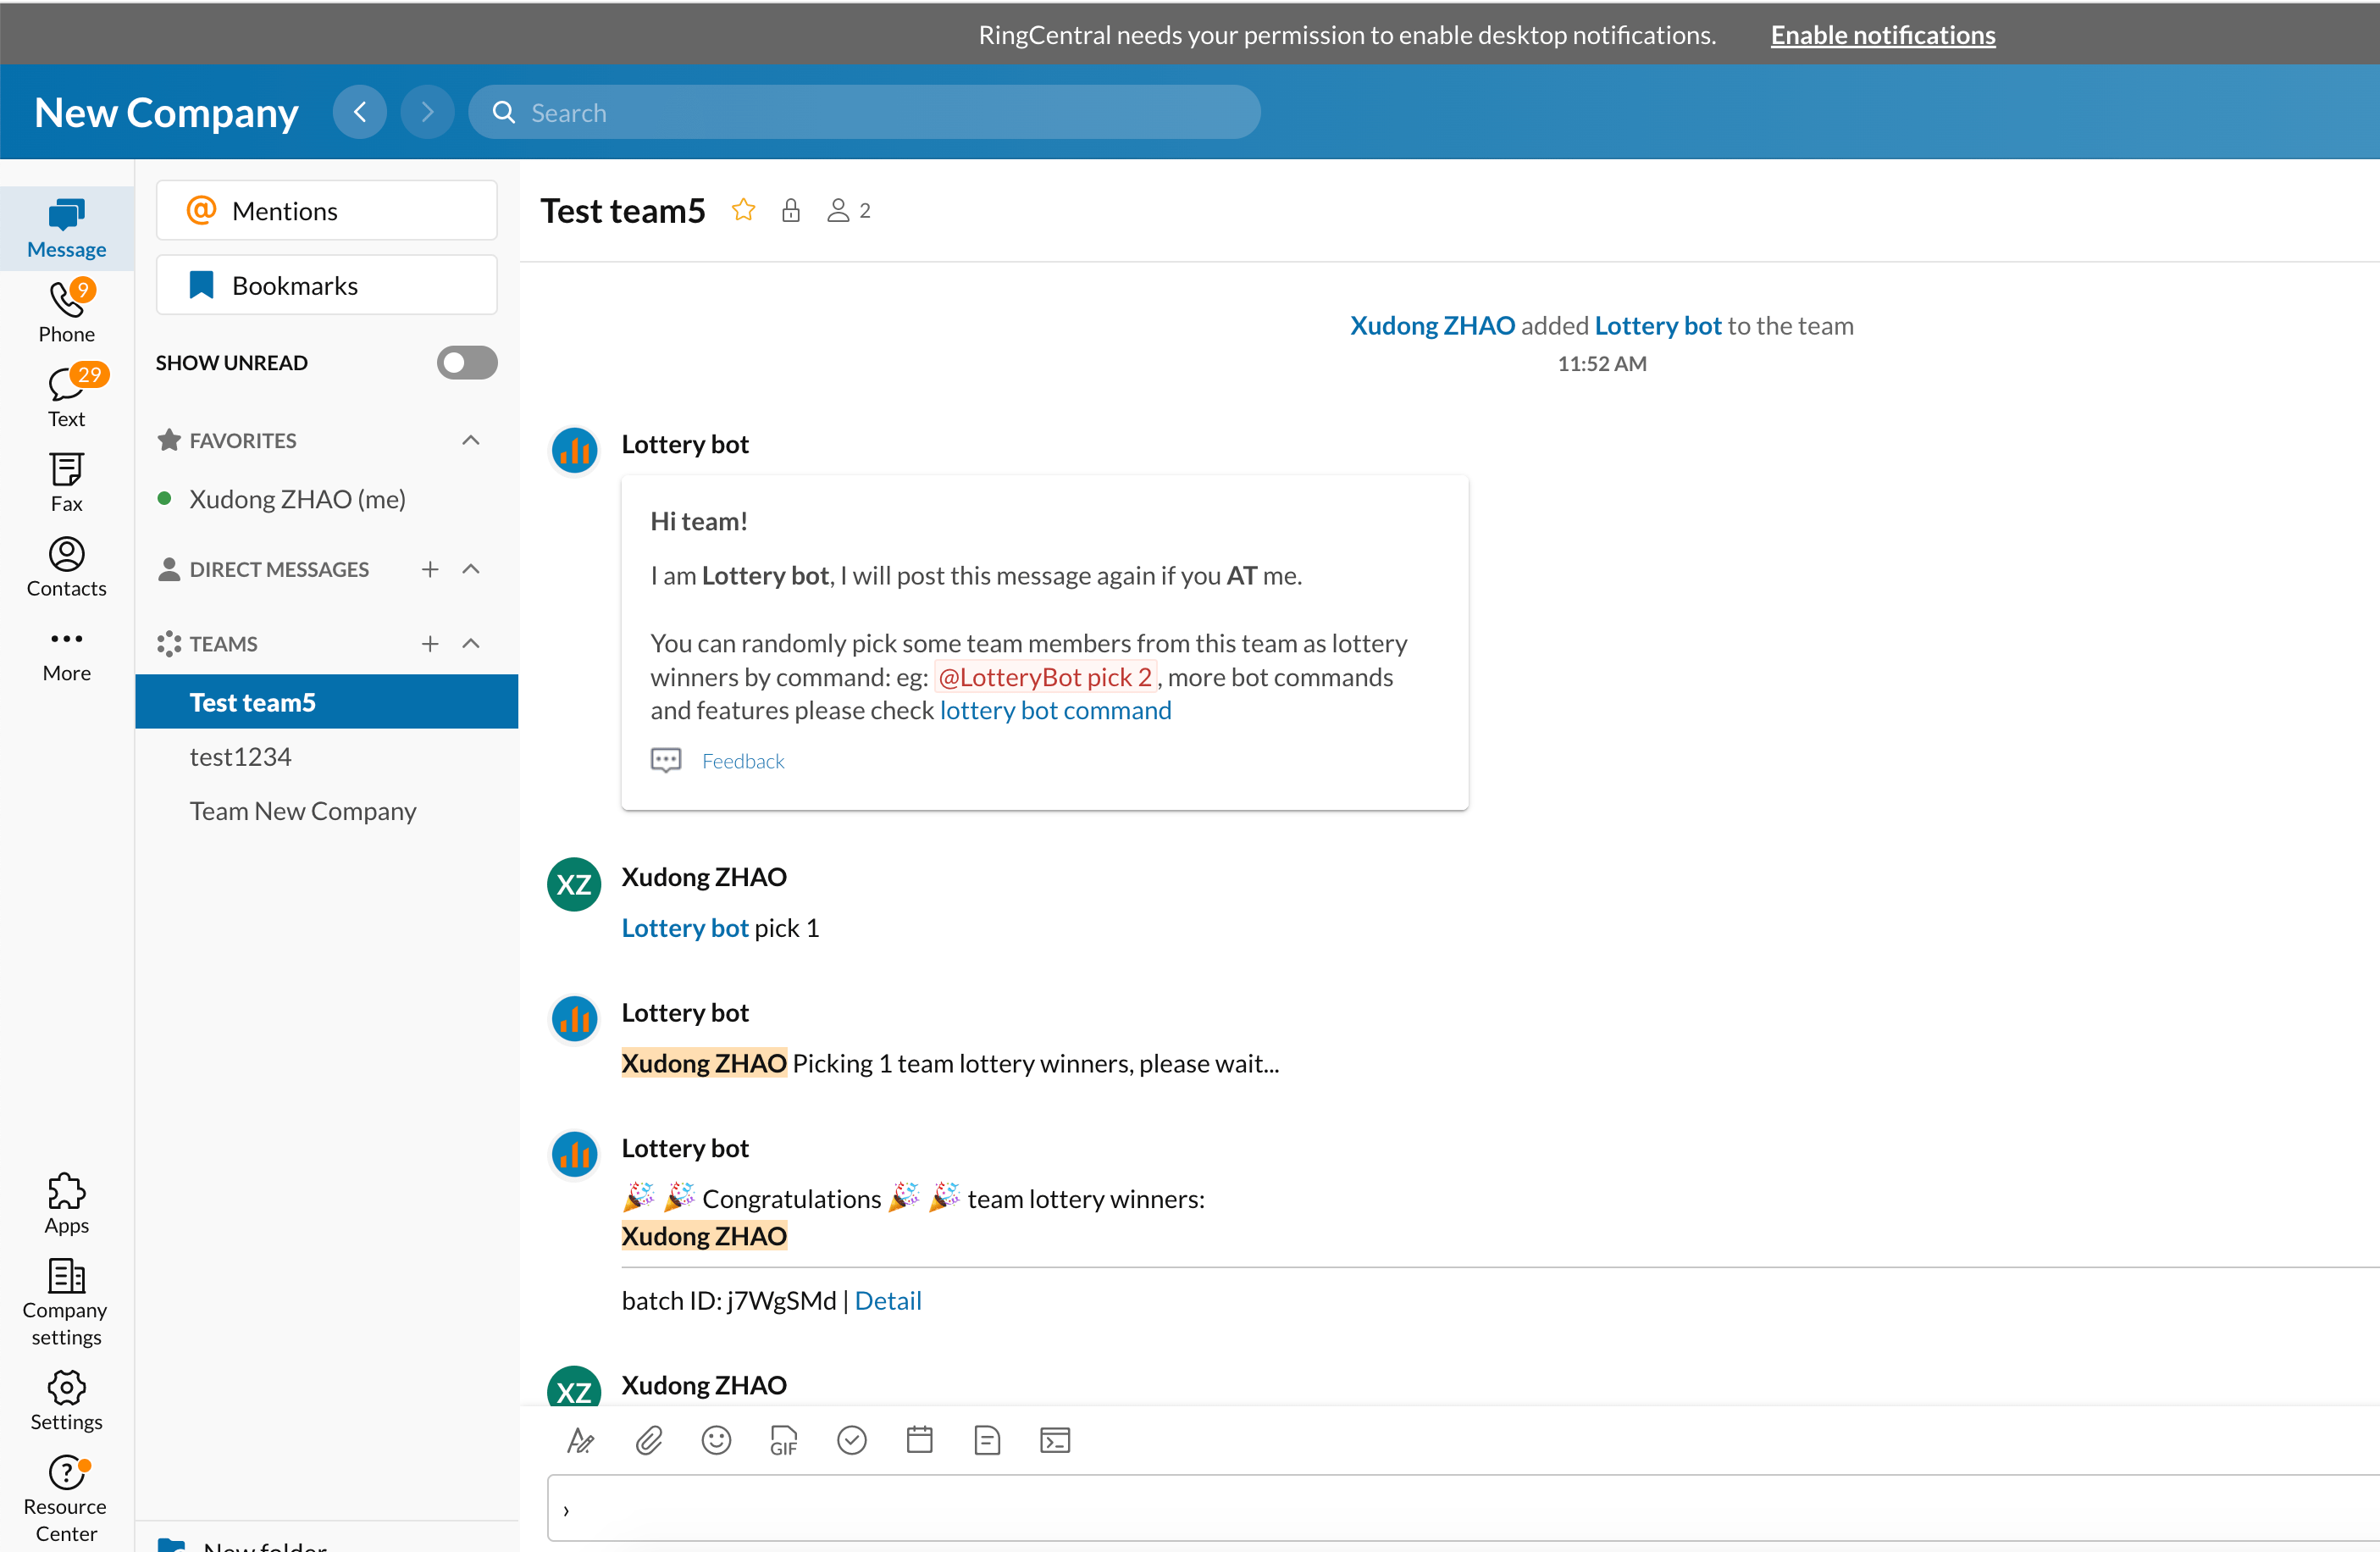 RingCentral needs your permission to enable desktop notifications. Enable notifications
New Company
Search
Message
9
Phone
29
Text
Fax
Contacts
More
Apps
Company
settings
Settings
Resource
Center
Mentions
Bookmarks
SHOW UNREAD
FAVORITES
Xudong ZHAO (me)
DIRECT MESSAGES
TEAMS
Test team5
test1234
Team New Company
New folder
Test team5 2
Xudong ZHAO added Lottery bot to the team
11:52 AM
Lottery bot
Hi team!
I am Lottery bot, I will post this message again if you AT me.
You can randomly pick some team members from this team as lottery
winners by command: eg: @LotteryBot pick 2, more bot commands
and features please check lottery bot command
Feedback
XZ
Xudong ZHAO
Lottery bot pick 1
Lottery bot
Xudong ZHAO Picking 1 team lottery winners, please wait...
Lottery bot
🎉 🎉 Congratulations 🎉 🎉 team lottery winners:
Xudong ZHAO
batch ID: j7WgSMd | Detail
XZ
Xudong ZHAO
GIF